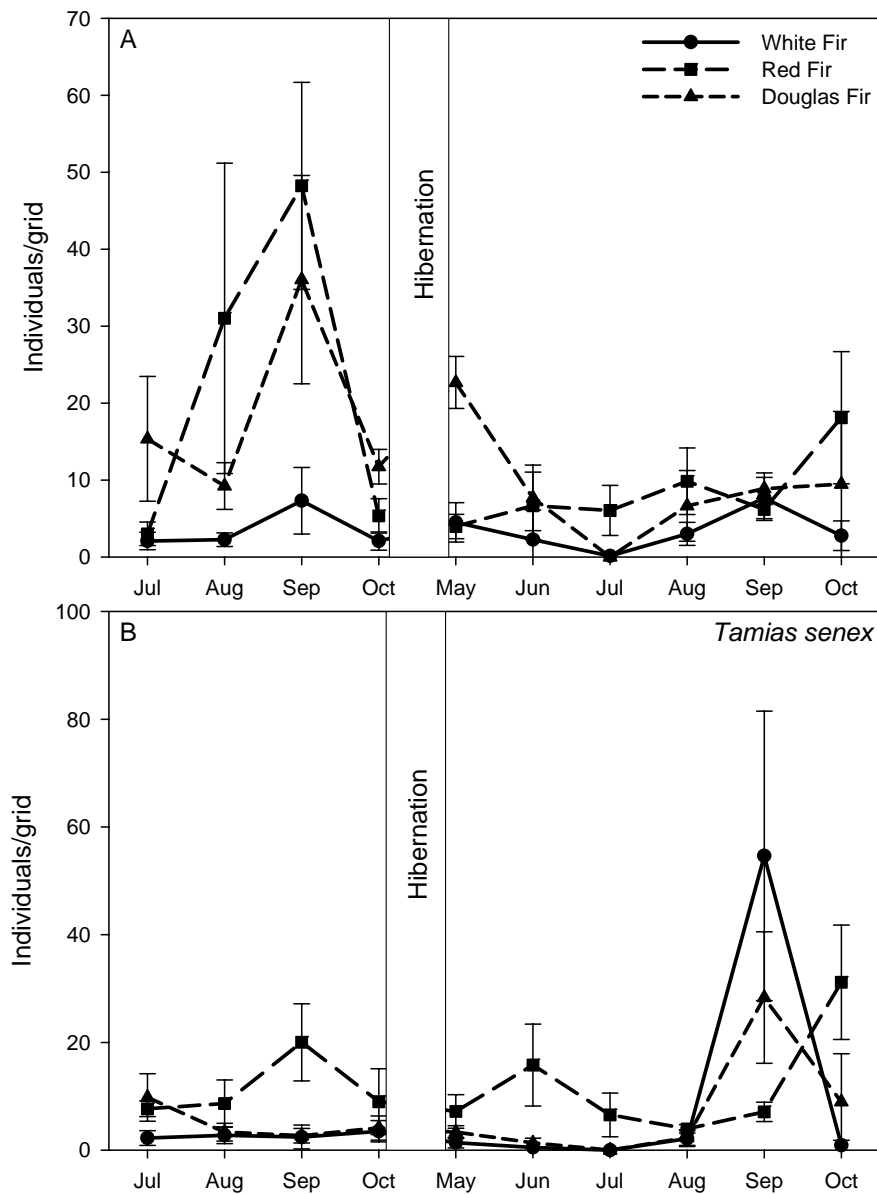 70
A
White Fir
Red Fir
Douglas Fir
60
50
40
30
20
10
0
Individuals/grid
Hibernation
Jul Aug Sep Oct May Jun Jul Aug Sep Oct
100
B
Tamias senex
80
60
40
20
0
Individuals/grid
Hibernation
Jul Aug Sep Oct May Jun Jul Aug Sep Oct